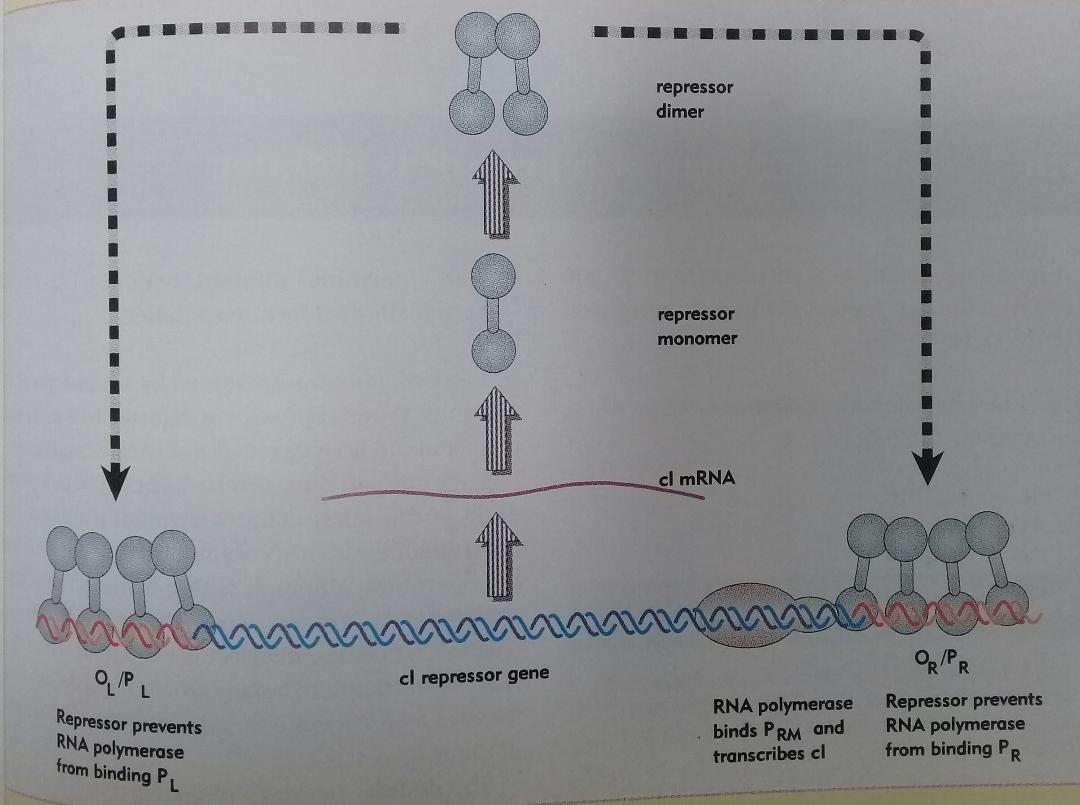 repressor
dimer
repressor
monomer
cI mRNA
cI repressor gene
OL/PL
Repressor prevents
RNA polymerase
from binding PL
RNA polymerase
binds PRM and
transcribes cI
OR/PR
Repressor prevents
RNA polymerase
from binding PR